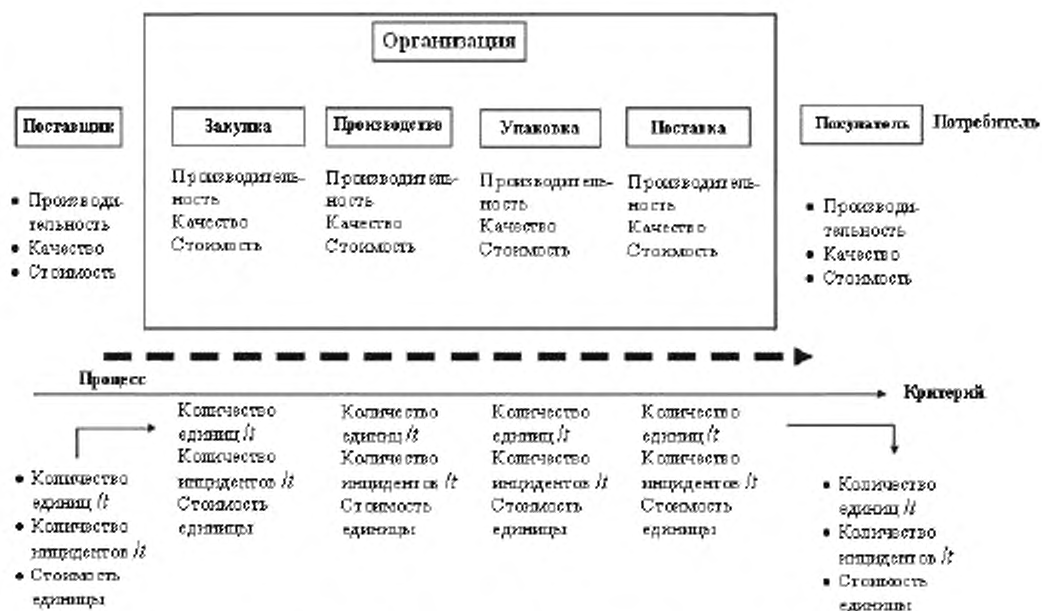 Организация
Поставщик
Закупка
Производство
Упаковка
Поставка
Покупатель
Потребитель
• Производи-
тельность
• Качество
• Стоимость
Производитель-
ность
Качество
Стоимость
Производитель-
ность
Качество
Стоимость
Производитель-
ность
Качество
Стоимость
Производитель-
ность
Качество
Стоимость
• Производи-
тельность
• Качество
• Стоимость
Процесс
Критерий
• Количество
единиц /t
• Количество
инцидентов /t
• Стоимость
единицы
Количество
единиц /t
Количество
инцидентов /t
Стоимость
единицы
Количество
единиц /t
Количество
инцидентов /t
Стоимость
единицы
Количество
единиц /t
Количество
инцидентов /t
Стоимость
единицы
Количество
единиц /t
Количество
инцидентов /t
Стоимость
единицы
• Количество
единиц /t
• Количество
инцидентов /t
• Стоимость
единицы